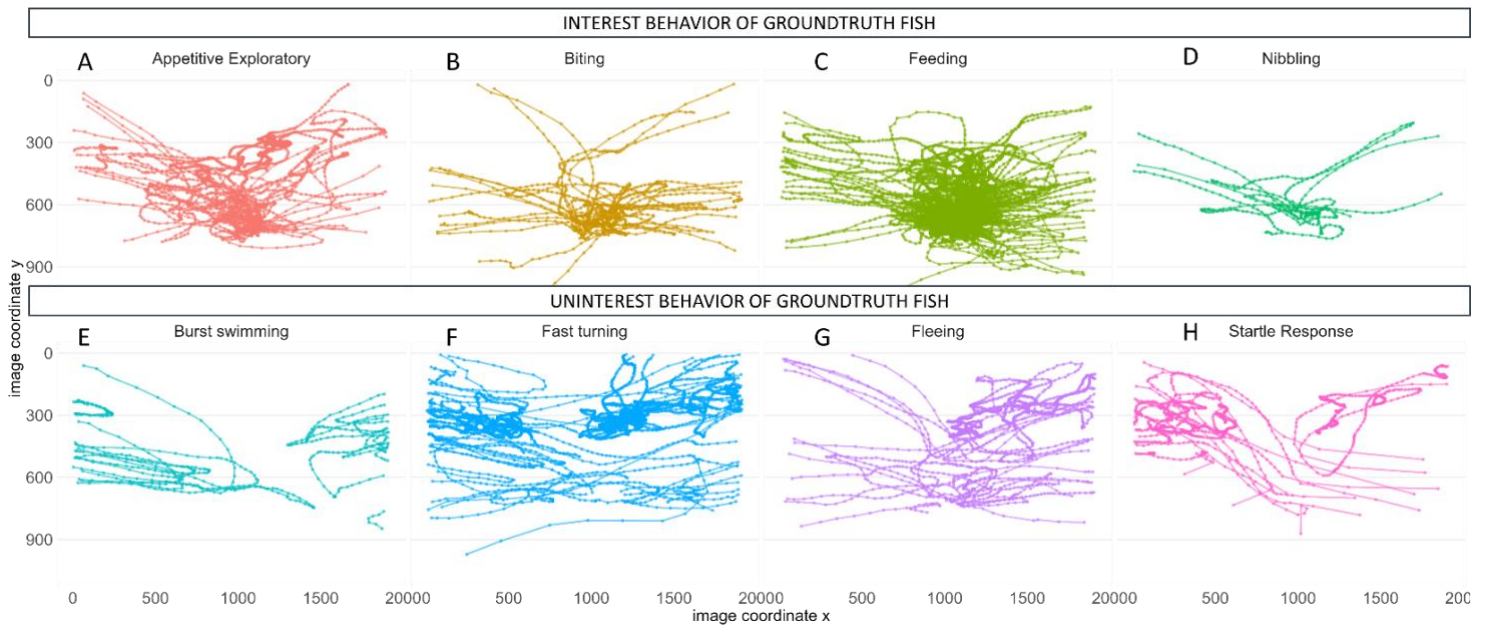 INTEREST BEHAVIOR OF GROUNDTRUTH FISH
A Appetitive Exploratory B Biting C Feeding D Nibbling
0
300
600
900
image coordinate y
UNINTEREST BEHAVIOR OF GROUNDTRUTH FISH
E Burst swimming F Fast turning G Fleeing H Startle Response
0
300
600
900
0 500 1000 1500 20000 500 1000 1500 20000 500 1000 1500 20000 500 1000 1500 200
image coordinate x